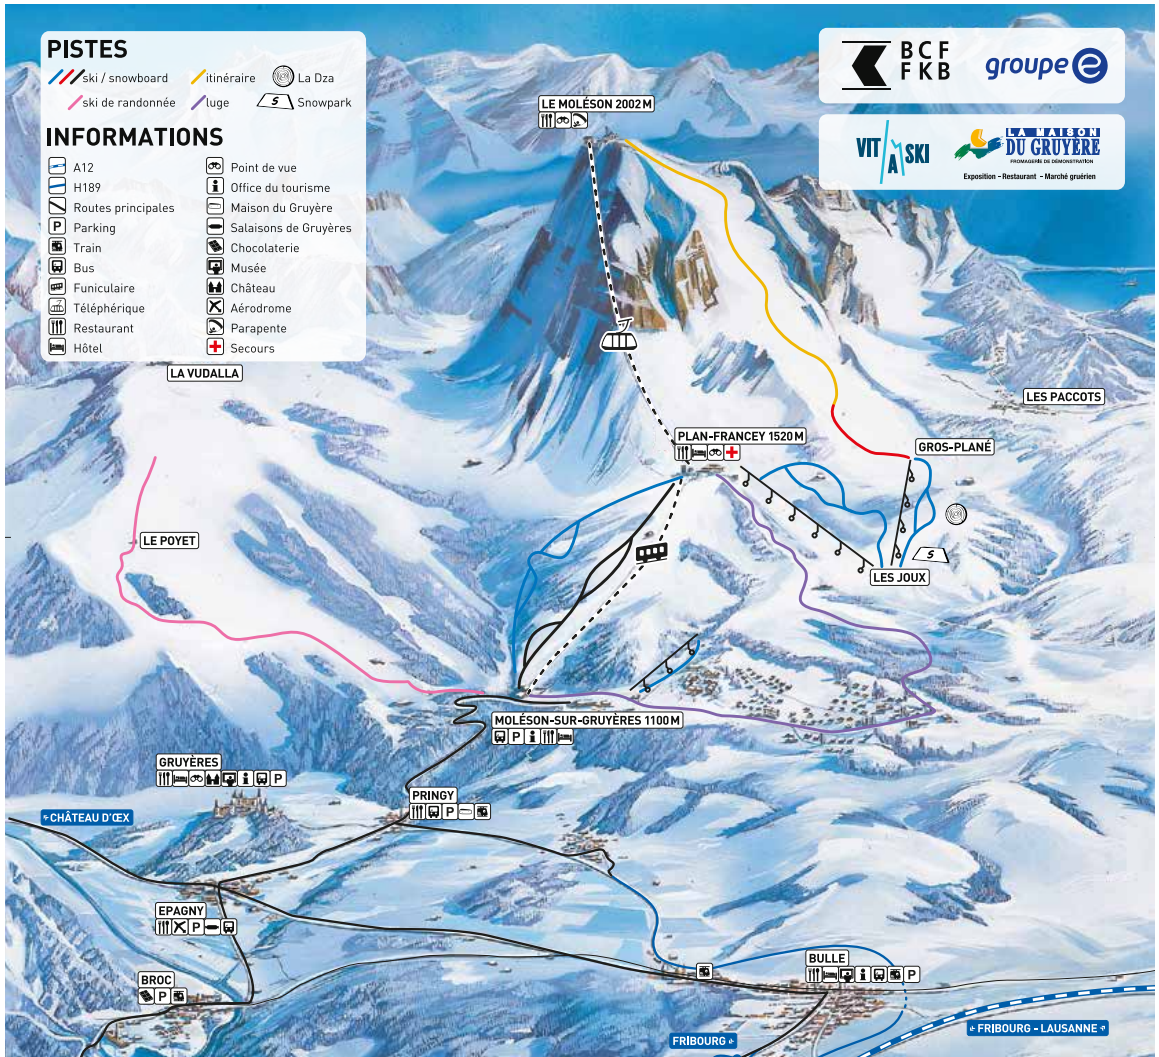 PISTES
ski / snowboard
itinéraire
La Dza
ski de randonnée
luge
S
Snowpark
INFORMATIONS
A12
H189
Routes principales
P
Parking
Train
Bus
Funiculaire
Téléphérique
Restaurant
Hôtel
Point de vue
i
Office du tourisme
Maison du Gruyère
Salaisons de Gruyères
Chocolaterie
Musée
Château
Aérodrome
Parapente
Secours
BCF
FKB
groupe e
VIT À SKI
LA MAISON
DU GRUYÈRE
FROMAGERIE DE DÉMONSTRATION
Exposition – Restaurant – Marché gruérien
LE MOLÉSON 2002 M
LA VUDALLA
LES PACCOTS
PLAN-FRANCEY 1520 M
GROS-PLANÉ
LE POYET
S
LES JOUX
MOLÉSON-SUR-GRUYÈRES 1100 M
P i
GRUYÈRES
i P
PRINGY
P
CHÂTEAU D'ŒX
EPAGNY
P
BROC
P
BULLE
i P
FRIBOURG
FRIBOURG - LAUSANNE